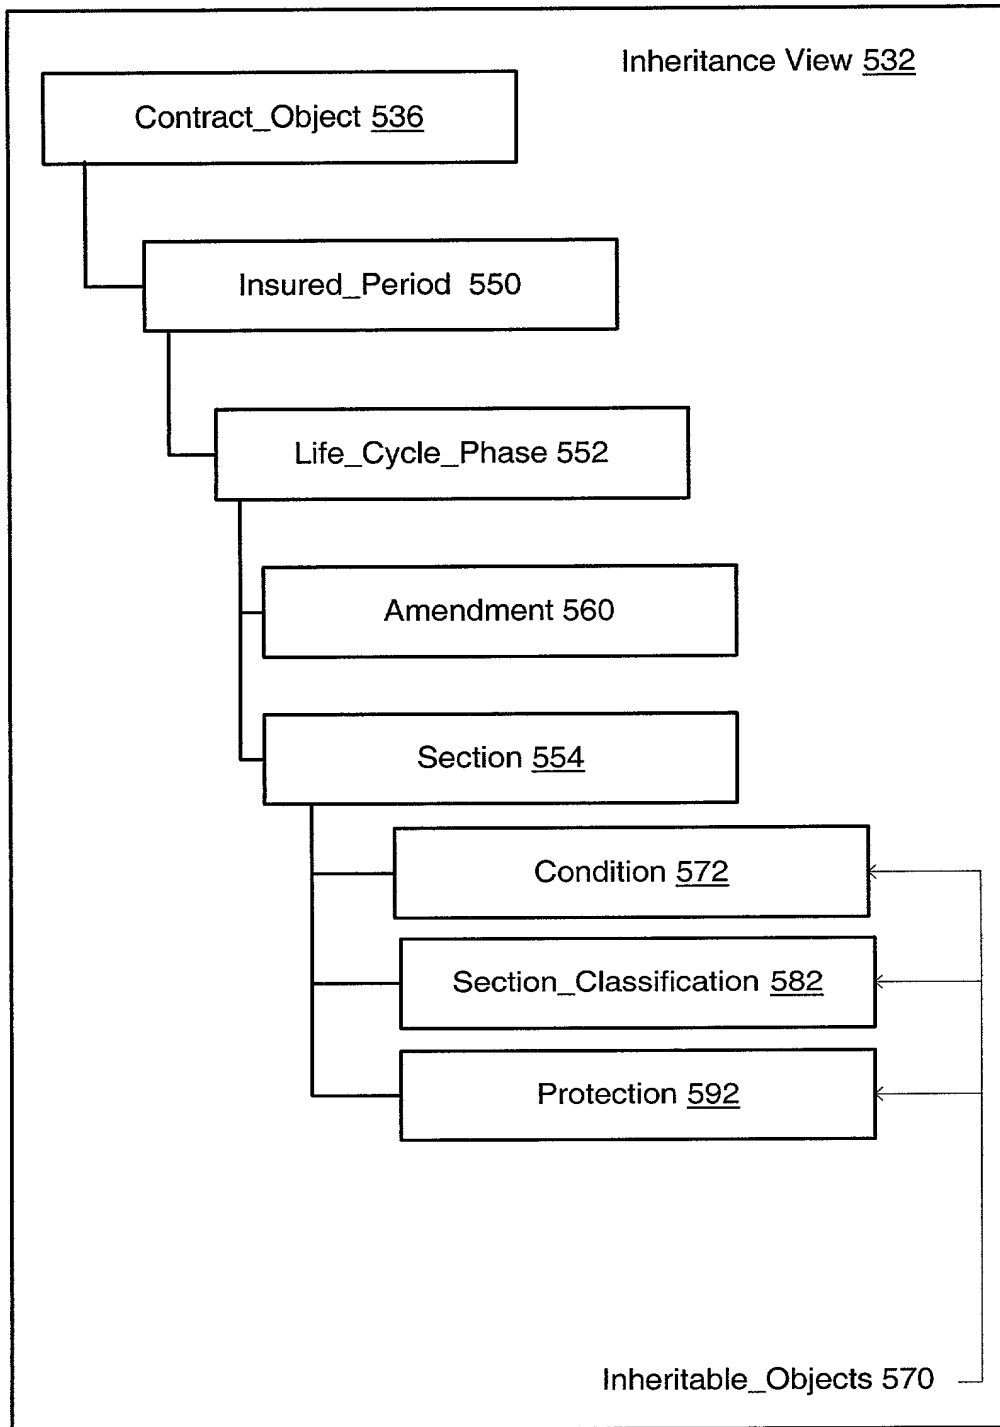 Inheritance View 532
Contract_Object 536
Insured_Period 550
Life_Cycle_Phase 552
Amendment 560
Section 554
Condition 572
Section_Classification 582
Protection 592
Inheritable_Objects 570